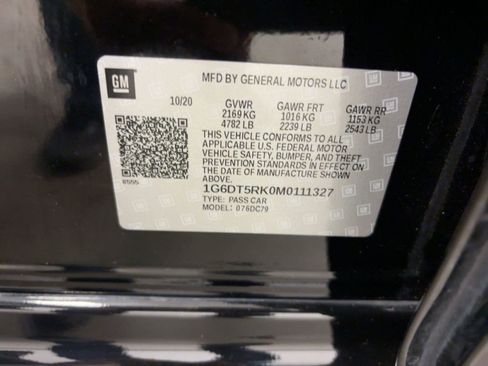 GM
MFD BY GENERAL MOTORS LLC
10/20 GVWR GAWR FRT GAWR RR
2169 KG 1016 KG 1153 KG
4782 LB 2239 LB 2543 LB
THIS VEHICLE CONFORMS TO ALL
APPLICABLE U.S. FEDERAL MOTOR
VEHICLE SAFETY, BUMPER, AND THEFT
PREVENTION STANDARDS IN EFFECT ON
THE DATE OF MANUFACTURE SHOWN
ABOVE.
8555
1G6DT5RK0M0111327
TYPE: PASS CAR
MODEL: 076DC79